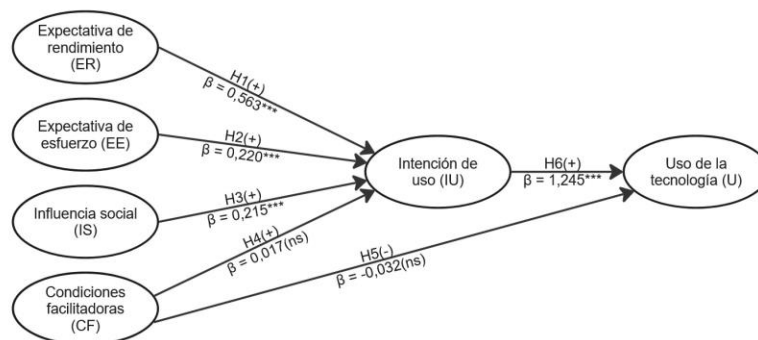 Expectativa de
rendimiento
(ER)
H1(+)
β = 0,563***
Expectativa de
esfuerzo (EE)
H2(+)
β = 0,220***
Intención de
uso (IU)
H6(+)
β = 1,245***
Uso de la
tecnología (U)
Influencia social
(IS)
H3(+)
β = 0,215***
H4(+)
β = 0,017(ns)
H5(-)
β = -0,032(ns)
Condiciones
facilitadoras
(CF)